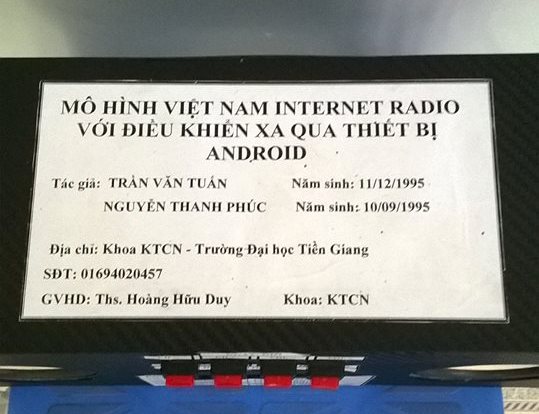 MÔ HÌNH VIỆT NAM INTERNET RADIO
VỚI ĐIỀU KHIỂN XA QUA THIẾT BỊ
ANDROID
Tác giả: TRẦN VĂN TUẤN Năm sinh: 11/12/1995
NGUYỄN THANH PHÚC Năm sinh: 10/09/1995
Địa chỉ: Khoa KTCN - Trường Đại học Tiền Giang
SĐT: 01694020457
GVHD: Ths. Hoàng Hữu Duy Khoa: KTCN